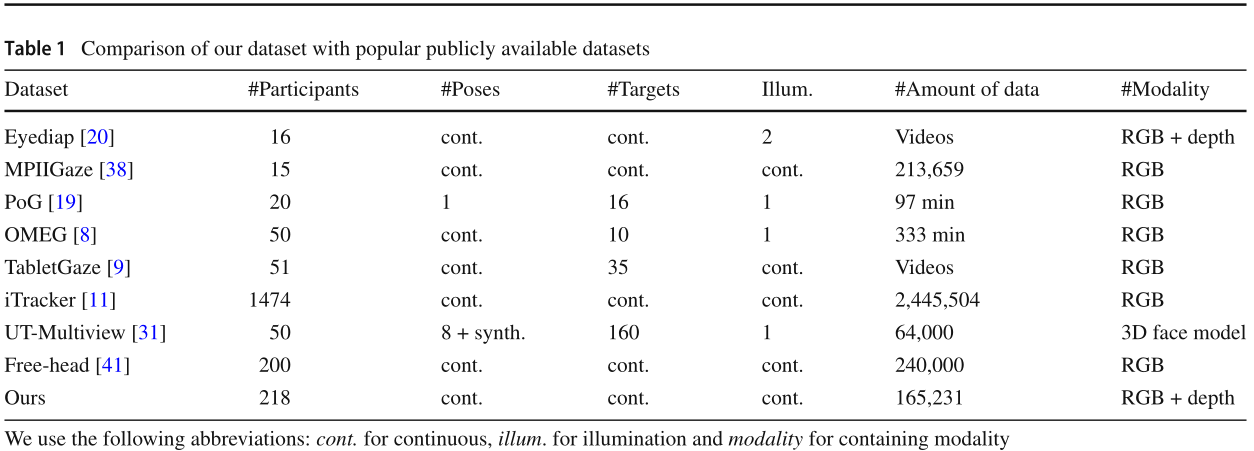 Table 1 Comparison of our dataset with popular publicly available datasets
Dataset #Participants #Poses #Targets Illum. #Amount of data #Modality
Eyediap [20] 16 cont. cont. 2 Videos RGB + depth
MPIIGaze [38] 15 cont. cont. cont. 213,659 RGB
PoG [19] 20 1 16 1 97 min RGB
OMEG [8] 50 cont. 10 1 333 min RGB
TabletGaze [9] 51 cont. 35 cont. Videos RGB
iTracker [11] 1474 cont. cont. cont. 2,445,504 RGB
UT-Multiview [31] 50 8 + synth. 160 1 64,000 3D face model
Free-head [41] 200 cont. cont. cont. 240,000 RGB
Ours 218 cont. cont. cont. 165,231 RGB + depth
We use the following abbreviations: cont. for continuous, illum. for illumination and modality for containing modality